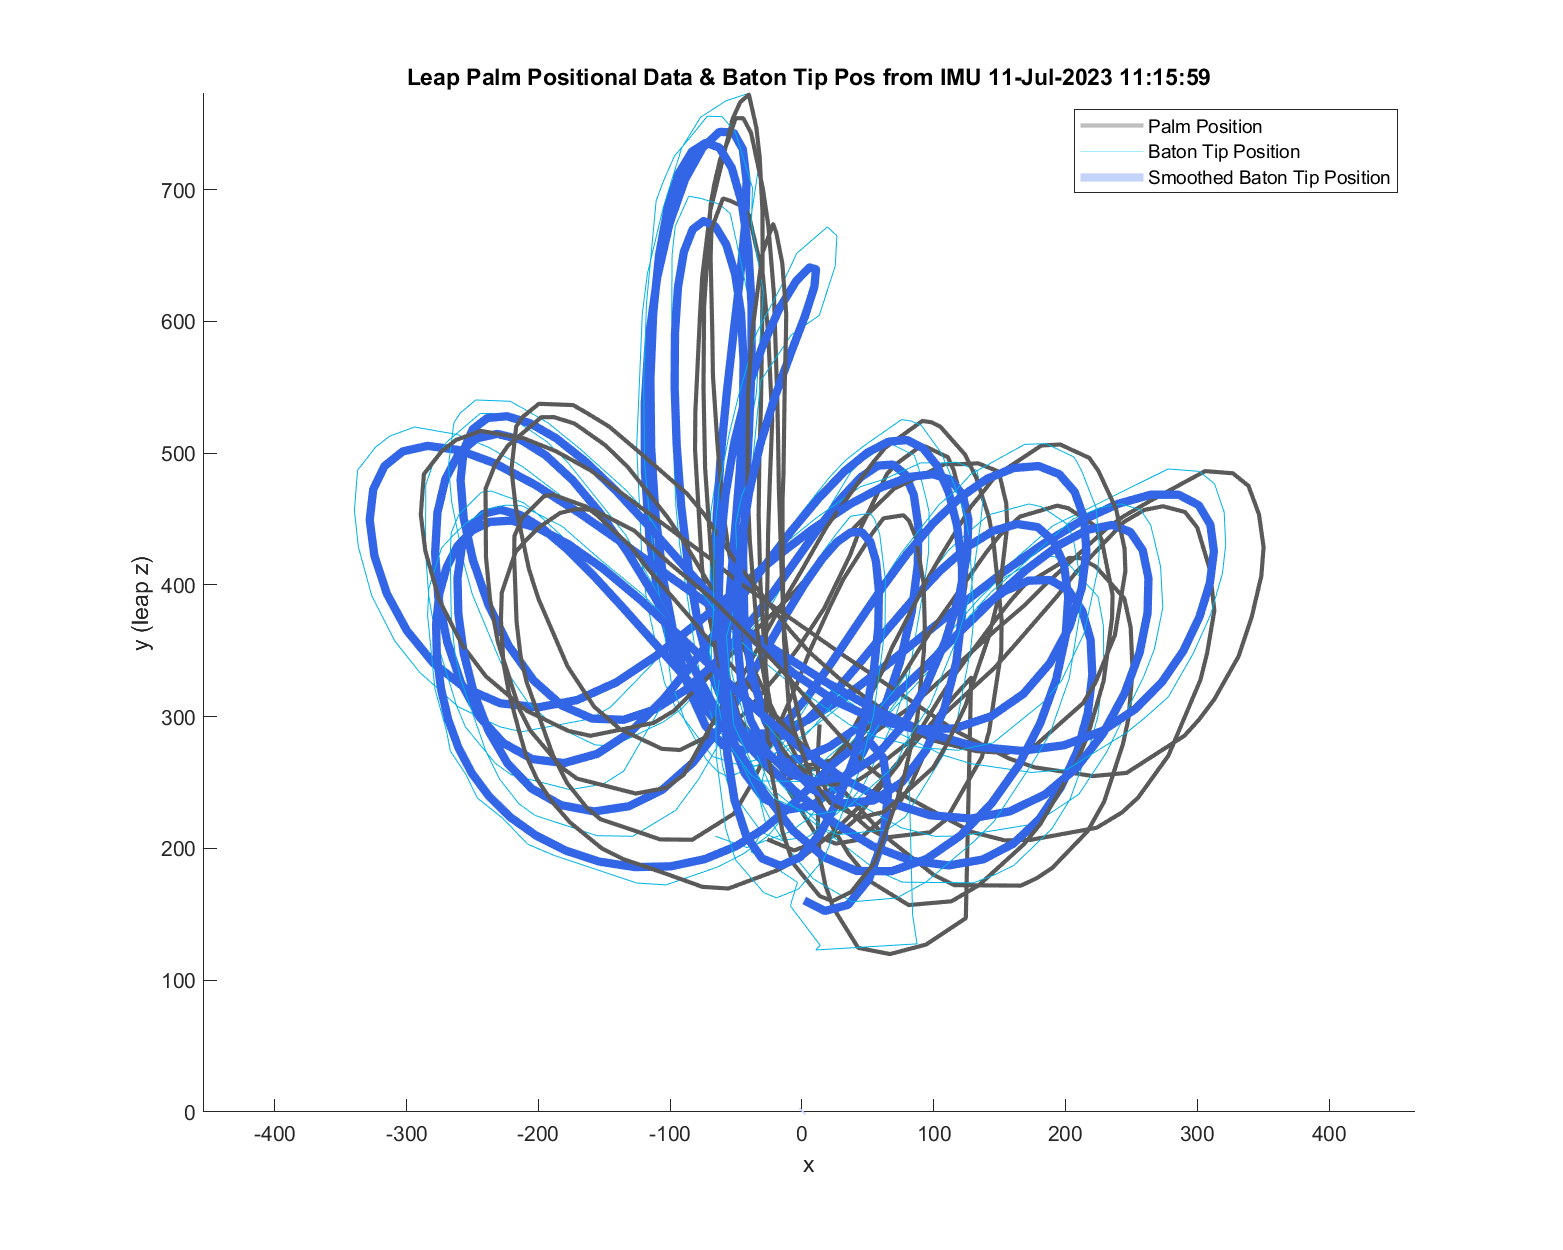 Leap Palm Positional Data & Baton Tip Pos from IMU 11-Jul-2023 11:15:59
Palm Position
Baton Tip Position
Smoothed Baton Tip Position
700
600
500
400
300
200
100
0
y (leap z)
-400 -300 -200 -100 0 100 200 300 400
x